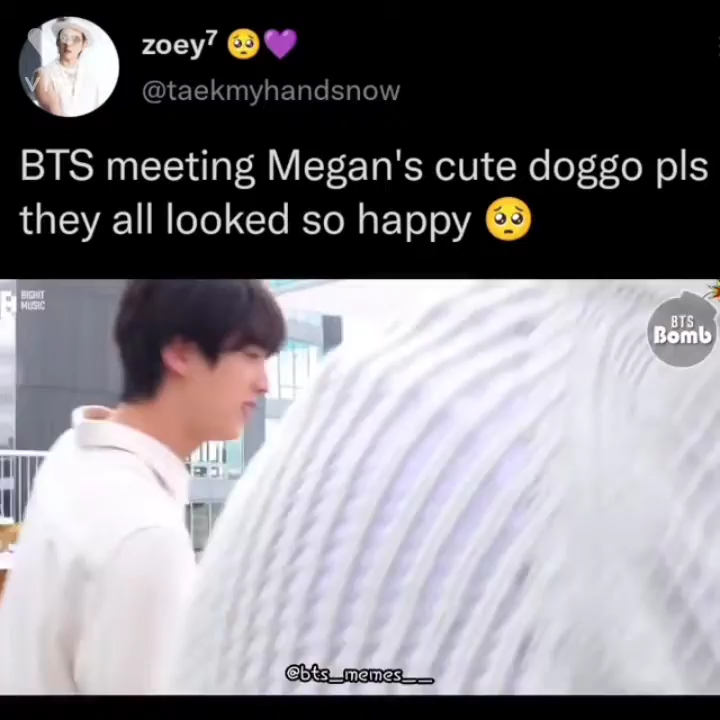 zoey⁷ 🥺💜
@taekmyhandsnow
BTS meeting Megan's cute doggo pls
they all looked so happy 🥺
BIGHIT
MUSIC
BTS
Bomb
@bts_memes__